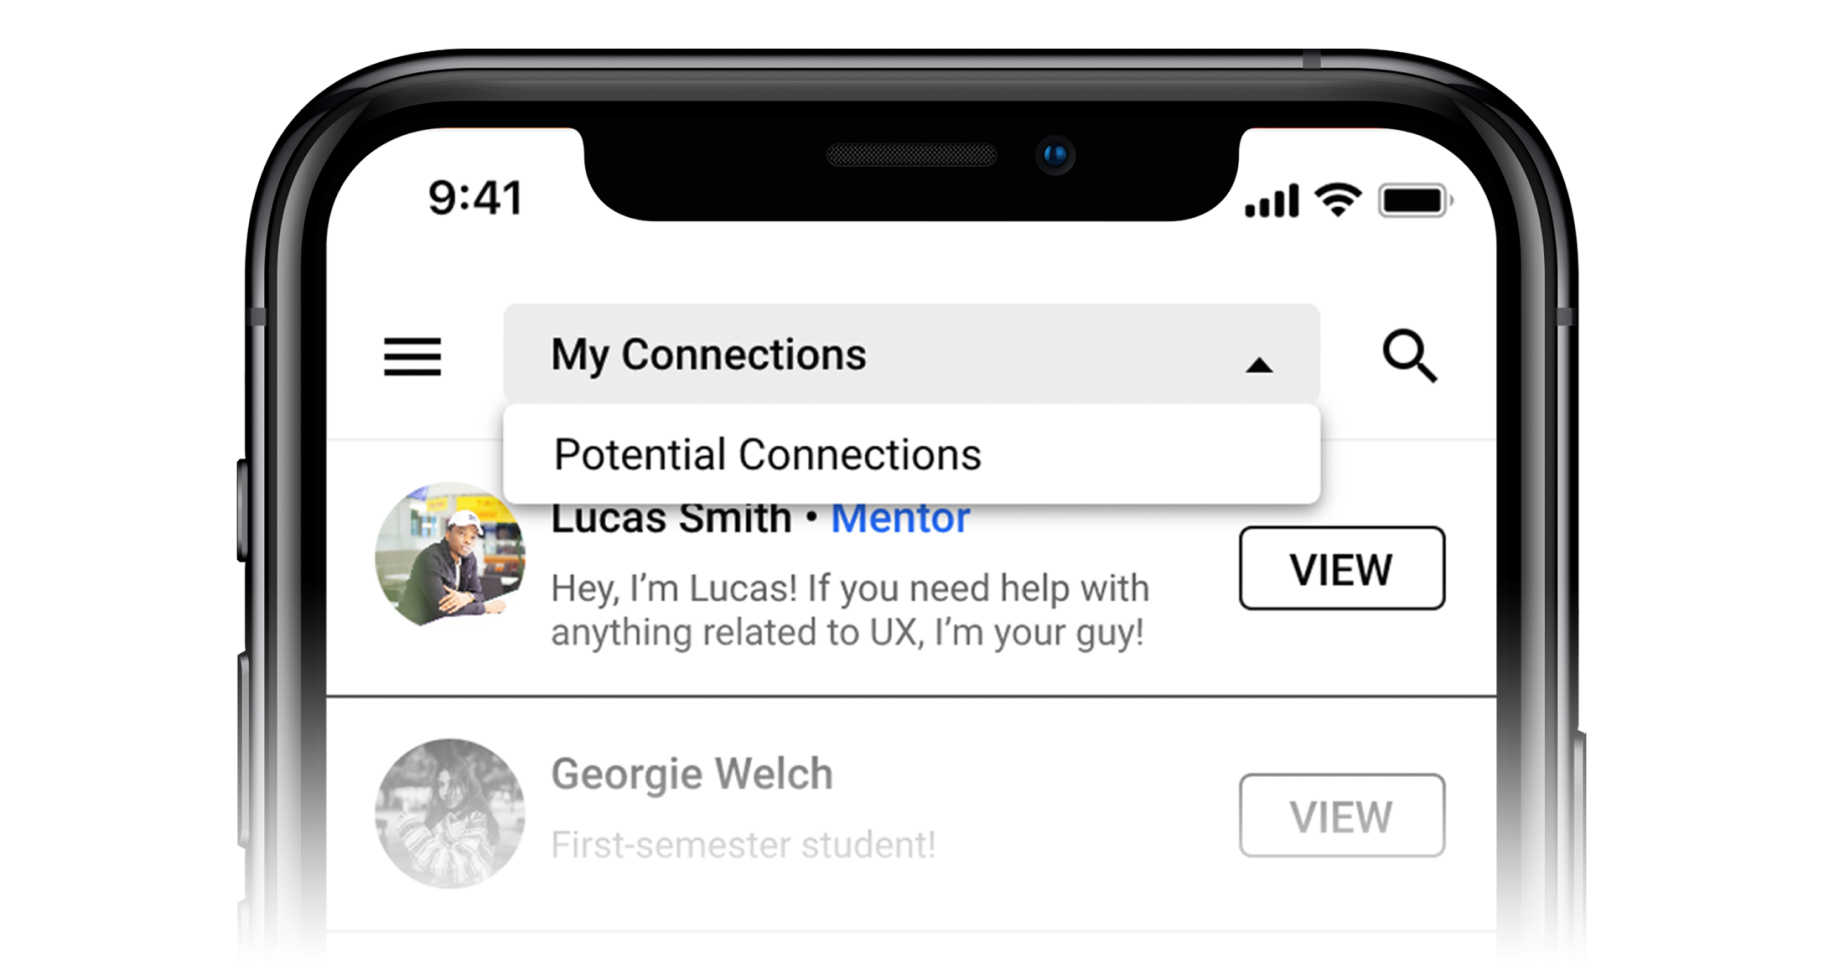 9:41
My Connections
Potential Connections
Lucas Smith • Mentor
Hey, I’m Lucas! If you need help with
anything related to UX, I’m your guy!
VIEW
Georgie Welch
First-semester student!
VIEW